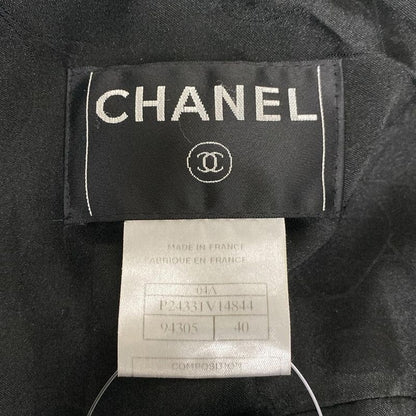 CHANEL
MADE IN FRANCE
FABRIQUE EN FRANCE
04A
P24331V14844
94305 40
COMPOSITION